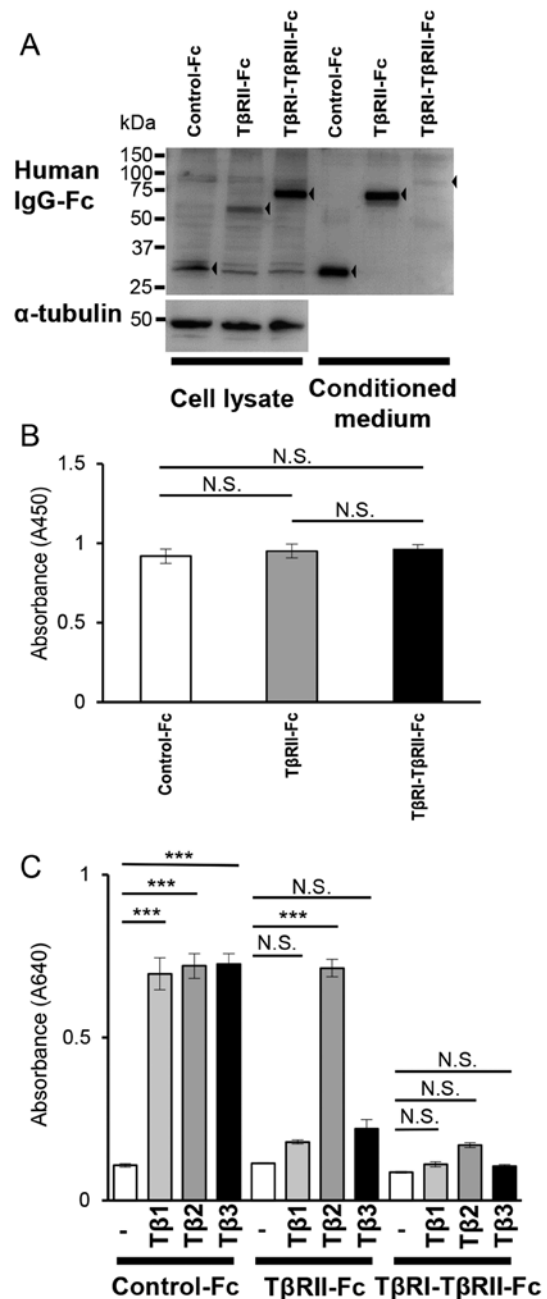 A
Control-Fc
TβRII-Fc
TβRI-TβRII-Fc
Control-Fc
TβRII-Fc
TβRI-TβRII-Fc
kDa
Human
IgG-Fc
150
100
75
50
37
25
α-tubulin
50
Cell lysate
Conditioned
medium
B
Absorbance (A450)
1.5
1
0.5
0
N.S.
N.S.
N.S.
Control-Fc
TβRII-Fc
TβRI-TβRII-Fc
C
Absorbance (A640)
1
0.5
0
***
***
***
N.S.
***
N.S.
N.S.
N.S.
N.S.
- Tβ1 Tβ2 Tβ3 - Tβ1 Tβ2 Tβ3 - Tβ1 Tβ2 Tβ3
Control-Fc TβRII-Fc TβRI-TβRII-Fc